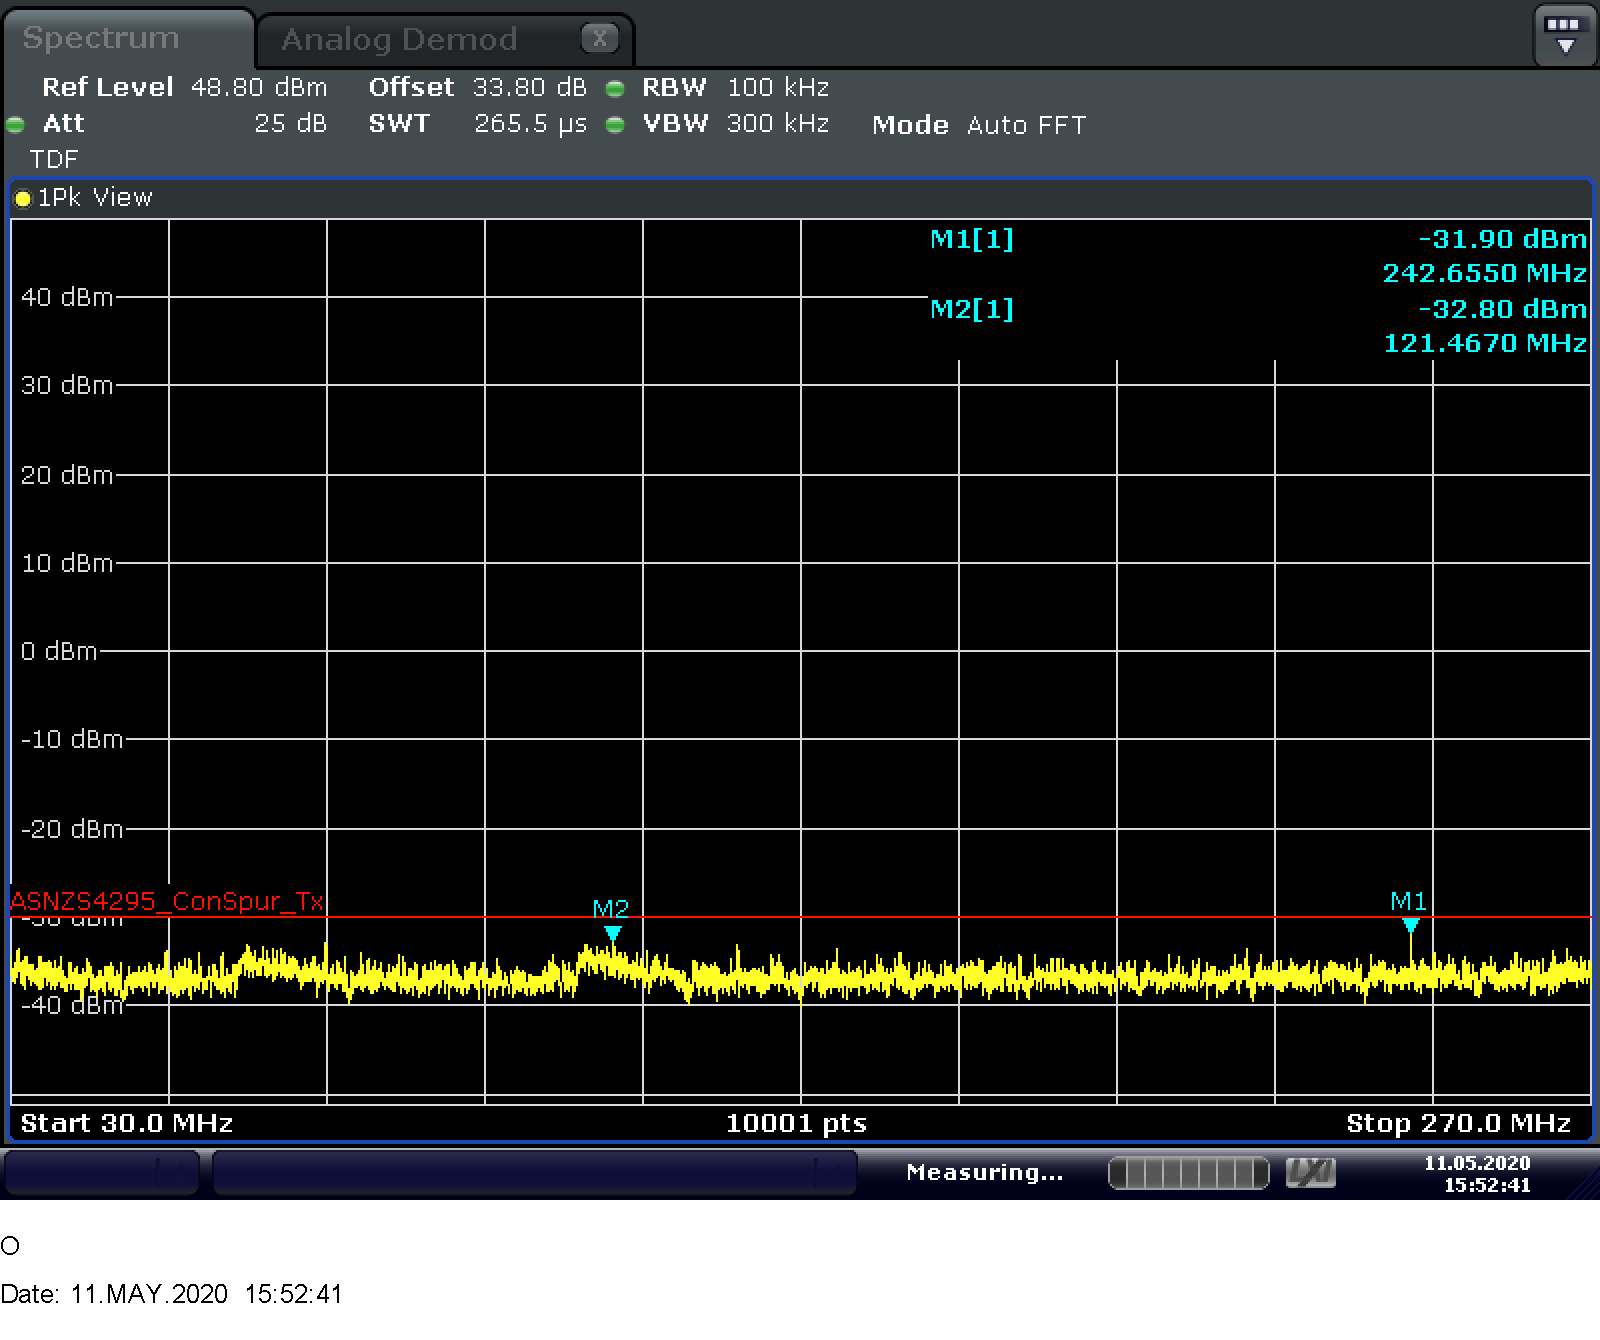 Spectrum
Analog Demod X
Ref Level 48.80 dBm Offset 33.80 dB RBW 100 kHz
Att 25 dB SWT 265.5 µs VBW 300 kHz Mode Auto FFT
TDF
1Pk View
M1[1] -31.90 dBm
242.6550 MHz
40 dBm
M2[1] -32.80 dBm
121.4670 MHz
30 dBm
20 dBm
10 dBm
0 dBm
-10 dBm
-20 dBm
ASNZS4295_ConSpur_Tx
-30 dBm
M2
M1
-40 dBm
Start 30.0 MHz 10001 pts Stop 270.0 MHz
Measuring... LXI 11.05.2020
15:52:41
O
Date: 11.MAY.2020 15:52:41